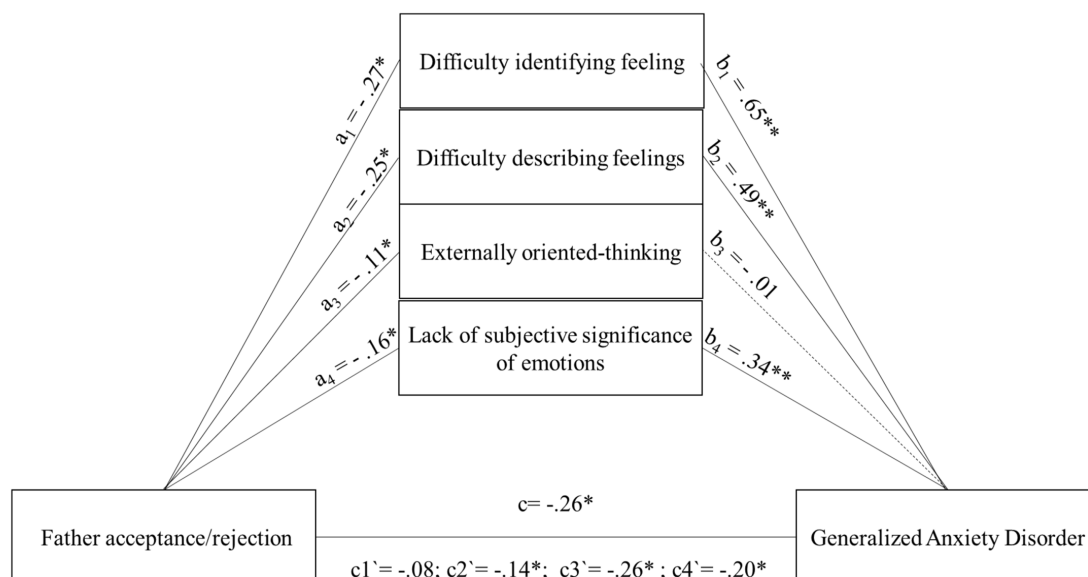 Difficulty identifying feeling
Difficulty describing feelings
Externally oriented-thinking
Lack of subjective significance
of emotions
a1 = - .27*
a2 = - .25*
a3 = - .11*
a4 = - .16*
b1 = .65**
b2 = .49**
b3 = - .01
b4 = .34**
Father acceptance/rejection
c= -.26*
c1`= -.08; c2`= -.14*; c3`= -.26* ; c4`= -.20*
Generalized Anxiety Disorder